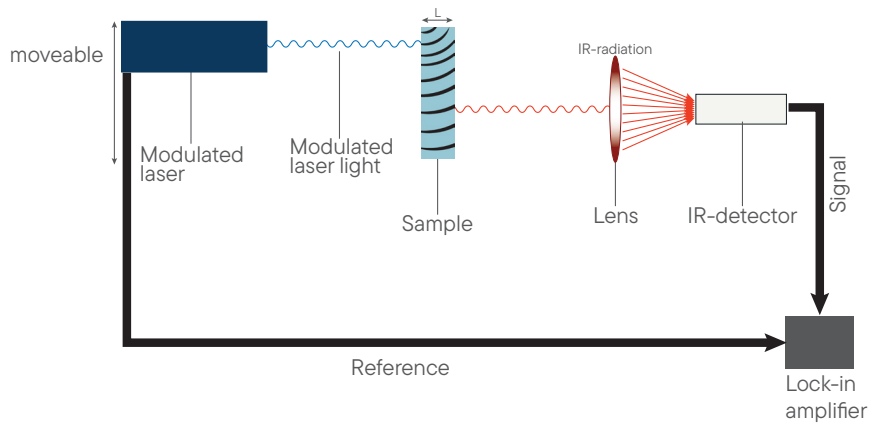 L
moveable
IR-radiation
Modulated
laser
Modulated
laser light
Sample
Lens
IR-detector
Signal
Reference
Lock-in
amplifier